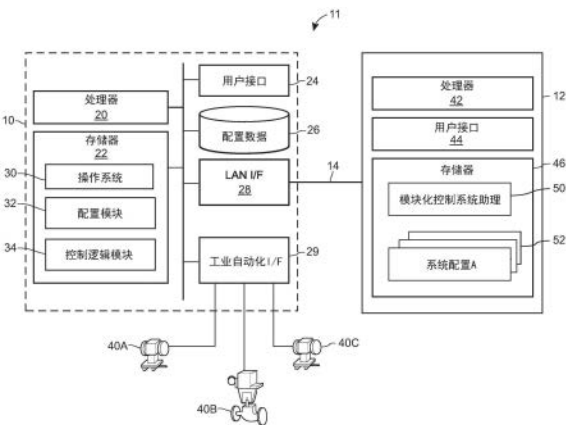 11
10
处理器
20
存储器
22
30
操作系统
32
配置模块
34
控制逻辑模块
用户接口
24
配置数据
26
LAN I/F
28
工业自动化I/F
29
14
40A
40B
40C
12
处理器
42
用户接口
44
存储器
46
模块化控制系统助理
50
系统配置A
52